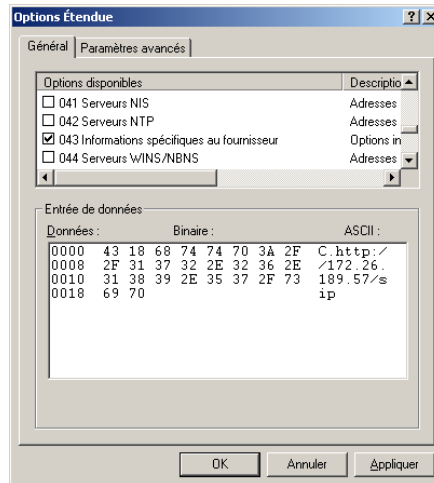 Options Étendue
Général Paramètres avancés
Options disponibles Descriptio
041 Serveurs NIS Adresses
042 Serveurs NTP Adresses
043 Informations spécifiques au fournisseur Options in
044 Serveurs WINS/NBNS Adresses
Entrée de données
Données : Binaire : ASCII :
0000 43 18 68 74 74 70 3A 2F C.http:/
0008 2F 31 37 32 2E 32 36 2E /172.26.
0010 31 38 39 2E 35 37 2F 73 189.57/s
0018 69 70 ip
OK Annuler Appliquer